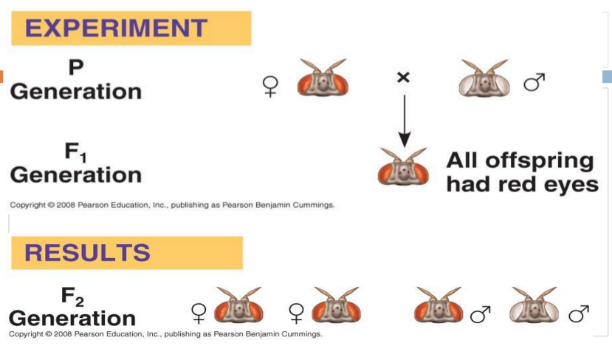 EXPERIMENT
P
Generation
♀ × ♂
F₁
Generation
All offspring
had red eyes
Copyright © 2008 Pearson Education, Inc., publishing as Pearson Benjamin Cummings.
RESULTS
F₂
Generation
♀ ♀ ♂ ♂
Copyright © 2008 Pearson Education, Inc., publishing as Pearson Benjamin Cummings.